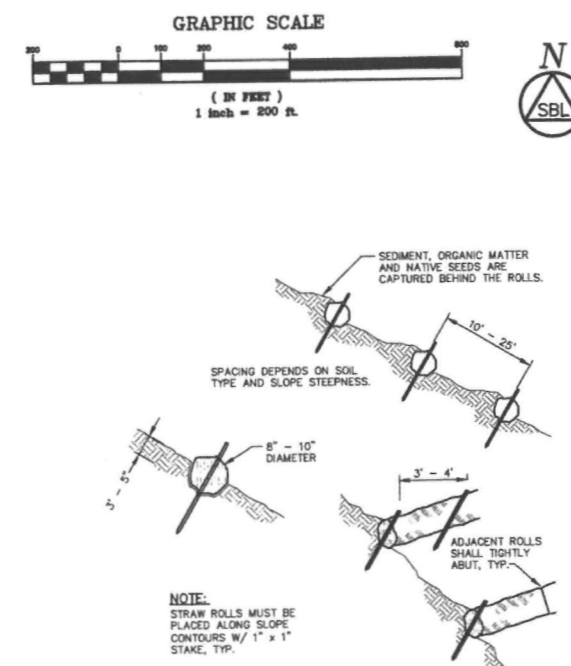 GRAPHIC SCALE
200 0 100 200 400 800
( IN FEET )
1 inch = 200 ft.
N
SBL
SEDIMENT, ORGANIC MATTER
AND NATIVE SEEDS ARE
CAPTURED BEHIND THE ROLLS.
10' - 25'
SPACING DEPENDS ON SOIL
TYPE AND SLOPE STEEPNESS.
8" - 10"
DIAMETER
3" - 5"
3' - 4'
ADJACENT ROLLS
SHALL TIGHTLY
ABUT, TYP.
NOTE:
STRAW ROLLS MUST BE
PLACED ALONG SLOPE
CONTOURS W/ 1" x 1"
STAKE, TYP.